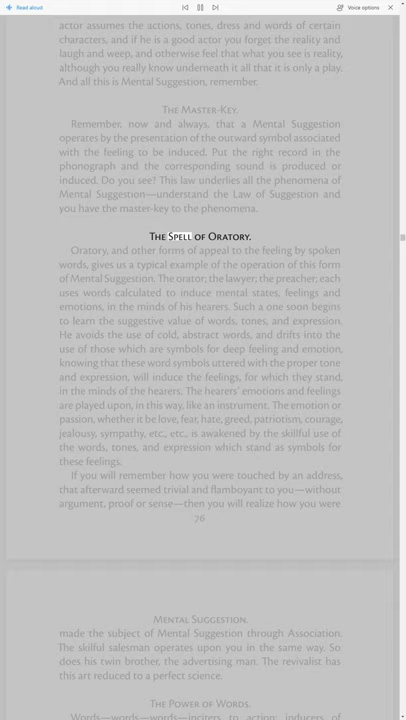 Read aloud
Voice options
actor assumes the actions, tones, dress and words of certain
characters, and if he is a good actor you forget the reality and
laugh and weep, and otherwise feel that what you see is reality,
although you really know underneath it all that it is only a play.
And all this is Mental Suggestion, remember.
The Master-Key.
Remember, now and always, that a Mental Suggestion
operates by the presentation of the outward symbol associated
with the feeling to be induced. Put the right record in the
phonograph and the corresponding sound is produced or
induced. Do you see? This law underlies all the phenomena of
Mental Suggestion—understand the Law of Suggestion and
you have the master-key to the phenomena.
The Spell of Oratory.
Oratory, and other forms of appeal to the feeling by spoken
words, gives us a typical example of the operation of this form
of Mental Suggestion. The orator; the lawyer; the preacher; each
uses words calculated to induce mental states, feelings and
emotions, in the minds of his hearers. Such a one soon begins
to learn the suggestive value of words, tones, and expression.
He avoids the use of cold, abstract words, and drifts into the
use of those which are symbols for deep feeling and emotion,
knowing that these word symbols uttered with the proper tone
and expression, will induce the feelings, for which they stand,
in the minds of the hearers. The hearers' emotions and feelings
are played upon, in this way, like an instrument. The emotion or
passion, whether it be love, fear, hate, greed, patriotism, courage,
jealousy, sympathy, etc., etc., is awakened by the skillful use of
the words, tones, and expression which stand as symbols for
these feelings.
If you will remember how you were touched by an address,
that afterward seemed trivial and flamboyant to you—without
argument, proof or sense—then you will realize how you were
76
Mental Suggestion.
made the subject of Mental Suggestion through Association.
The skilful salesman operates upon you in the same way. So
does his twin brother, the advertising man. The revivalist has
this art reduced to a perfect science.
The Power of Words.
Words—words—words—inciters to action; inducers of